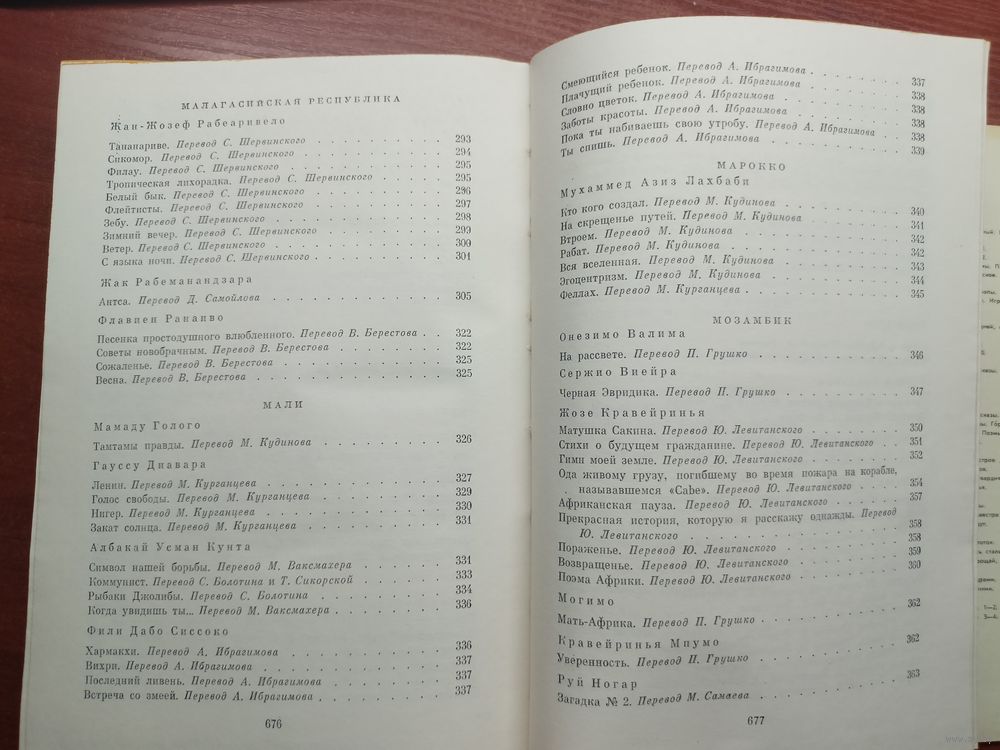 МАЛАГАСИЙСКАЯ РЕСПУБЛИКА
Жан-Жозеф Рабеаривело
Тананариве. Перевод С. Шервинского . . . . . . . . . 293
Сикомор. Перевод С. Шервинского . . . . . . . . . 294
Филау. Перевод С. Шервинского . . . . . . . . . 295
Тропическая лихорадка. Перевод С. Шервинского . . . . . 295
Белый бык. Перевод С. Шервинского . . . . . . . . . 296
Флейтисты. Перевод С. Шервинского . . . . . . . . . 297
Зебу. Перевод С. Шервинского . . . . . . . . . 298
Зимний вечер. Перевод С. Шервинского . . . . . . . . . 299
Ветер. Перевод С. Шервинского . . . . . . . . . 300
С языка ночи. Перевод С. Шервинского . . . . . . . . . 301
Жак Рабеманандзара
Антса. Перевод Д. Самойлова . . . . . . . . . 305
Флавиен Ранаиво
Песенка простодушного влюбленного. Перевод В. Берестова . . 322
Советы новобрачным. Перевод В. Берестова . . . . . . . 322
Сожаленье. Перевод В. Берестова . . . . . . . . . 325
Весна. Перевод В. Берестова . . . . . . . . . 325
МАЛИ
Мамаду Голого
Тамтамы правды. Перевод М. Кудинова . . . . . . . . . 326
Гауссу Диавара
Ленин. Перевод М. Курганцева . . . . . . . . . 327
Голос свободы. Перевод М. Курганцева . . . . . . . . . 329
Нигер. Перевод М. Курганцева . . . . . . . . . 330
Закат солнца. Перевод М. Курганцева . . . . . . . . . 331
Албакай Усман Кунта
Символ нашей борьбы. Перевод М. Ваксмахера . . . . . . 331
Коммунист. Перевод С. Болотина и Т. Сикорской . . . . . 333
Рыбаки Джолибы. Перевод С. Болотина . . . . . . . . 334
Когда увидишь ты... Перевод М. Ваксмахера . . . . . . . 336
Фили Дабо Сиссоко
Хармакхи. Перевод А. Ибрагимова . . . . . . . . . 336
Вихри. Перевод А. Ибрагимова . . . . . . . . . 337
Последний ливень. Перевод А. Ибрагимова . . . . . . . 337
Встреча со змеей. Перевод А. Ибрагимова . . . . . . . 337
676
Смеющийся ребенок. Перевод А. Ибрагимова . . . . . . . 337
Плачущий ребенок. Перевод А. Ибрагимова . . . . . . . 338
Словно цветок. Перевод А. Ибрагимова . . . . . . . . 338
Заботы красоты. Перевод А. Ибрагимова . . . . . . . . 338
Пока ты набиваешь свою утробу. Перевод А. Ибрагимова . . 338
Ты спишь. Перевод А. Ибрагимова . . . . . . . . . 339
МАРОККО
Мухаммед Азиз Лахбаби
Кто кого создал. Перевод М. Кудинова . . . . . . . . . 340
На скрещенье путей. Перевод М. Кудинова . . . . . . . 341
Втроем. Перевод М. Кудинова . . . . . . . . . 342
Рабат. Перевод М. Кудинова . . . . . . . . . 342
Вся вселенная. Перевод М. Кудинова . . . . . . . . . 343
Эгоцентризм. Перевод М. Кудинова . . . . . . . . . 344
Феллах. Перевод М. Курганцева . . . . . . . . . 345
МОЗАМБИК
Онезимо Валима
На рассвете. Перевод П. Грушко . . . . . . . . . 346
Сержио Виейра
Черная Эвридика. Перевод П. Грушко . . . . . . . . . 347
Жозе Кравейринья
Матушка Сакина. Перевод Ю. Левитанского . . . . . . . 350
Стихи о будущем гражданине. Перевод Ю. Левитанского . . 351
Гимн моей земле. Перевод Ю. Левитанского . . . . . . . 352
Ода живому грузу, погибшему во время пожара на корабле,
называвшемся «Cabe». Перевод Ю. Левитанского . . . . 354
Африканская пауза. Перевод Ю. Левитанского . . . . . . 357
Прекрасная история, которую я расскажу однажды. Перевод
Ю. Левитанского . . . . . . . . . 358
Пораженье. Перевод Ю. Левитанского . . . . . . . . . 358
Возвращенье. Перевод Ю. Левитанского . . . . . . . . 359
Поэма Африки. Перевод Ю. Левитанского . . . . . . . . 360
Могимо
Мать-Африка. Перевод П. Грушко . . . . . . . . . 362
Кравейринья Мпумо
Уверенность. Перевод П. Грушко . . . . . . . . . 362
Руй Ногар
Загадка № 2. Перевод М. Самаева . . . . . . . . . 363
677